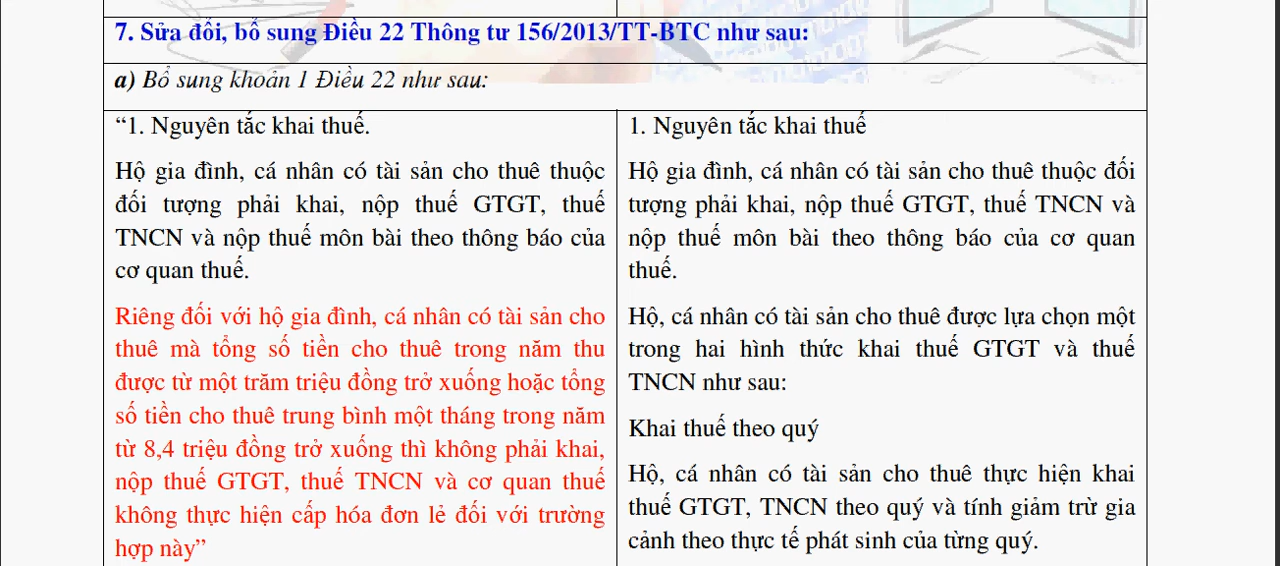 7. Sửa đổi, bổ sung Điều 22 Thông tư 156/2013/TT-BTC như sau:
a) Bổ sung khoản 1 Điều 22 như sau:
“1. Nguyên tắc khai thuế.
Hộ gia đình, cá nhân có tài sản cho thuê thuộc
đối tượng phải khai, nộp thuế GTGT, thuế
TNCN và nộp thuế môn bài theo thông báo của
cơ quan thuế.
Riêng đối với hộ gia đình, cá nhân có tài sản cho
thuê mà tổng số tiền cho thuê trong năm thu
được từ một trăm triệu đồng trở xuống hoặc tổng
số tiền cho thuê trung bình một tháng trong năm
từ 8,4 triệu đồng trở xuống thì không phải khai,
nộp thuế GTGT, thuế TNCN và cơ quan thuế
không thực hiện cấp hóa đơn lẻ đối với trường
hợp này”
1. Nguyên tắc khai thuế
Hộ gia đình, cá nhân có tài sản cho thuê thuộc đối
tượng phải khai, nộp thuế GTGT, thuế TNCN và
nộp thuế môn bài theo thông báo của cơ quan
thuế.
Hộ, cá nhân có tài sản cho thuê được lựa chọn một
trong hai hình thức khai thuế GTGT và thuế
TNCN như sau:
Khai thuế theo quý
Hộ, cá nhân có tài sản cho thuê thực hiện khai
thuế GTGT, TNCN theo quý và tính giảm trừ gia
cảnh theo thực tế phát sinh của từng quý.